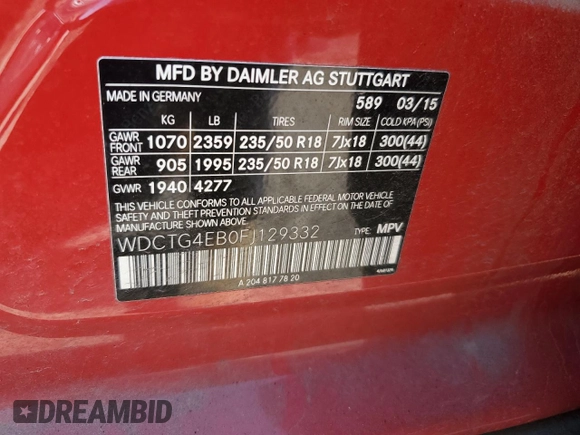 MFD BY DAIMLER AG STUTTGART
MADE IN GERMANY 589 03/15
KG LB TIRES RIM SIZE COLD KPA(PSI)
GAWR FRONT 1070 2359 235/50 R18 7Jx18 300(44)
GAWR REAR 905 1995 235/50 R18 7Jx18 300(44)
GVWR 1940 4277
THIS VEHICLE CONFORMS TO ALL APPLICABLE FEDERAL MOTOR VEHICLE
SAFETY AND THEFT PREVENTION STANDARDS IN EFFECT ON THE DATE OF
MANUFACTURE SHOWN ABOVE.
WDCTG4EB0FJ129332 TYPE: MPV
A 204 817 78 20
DREAMBID